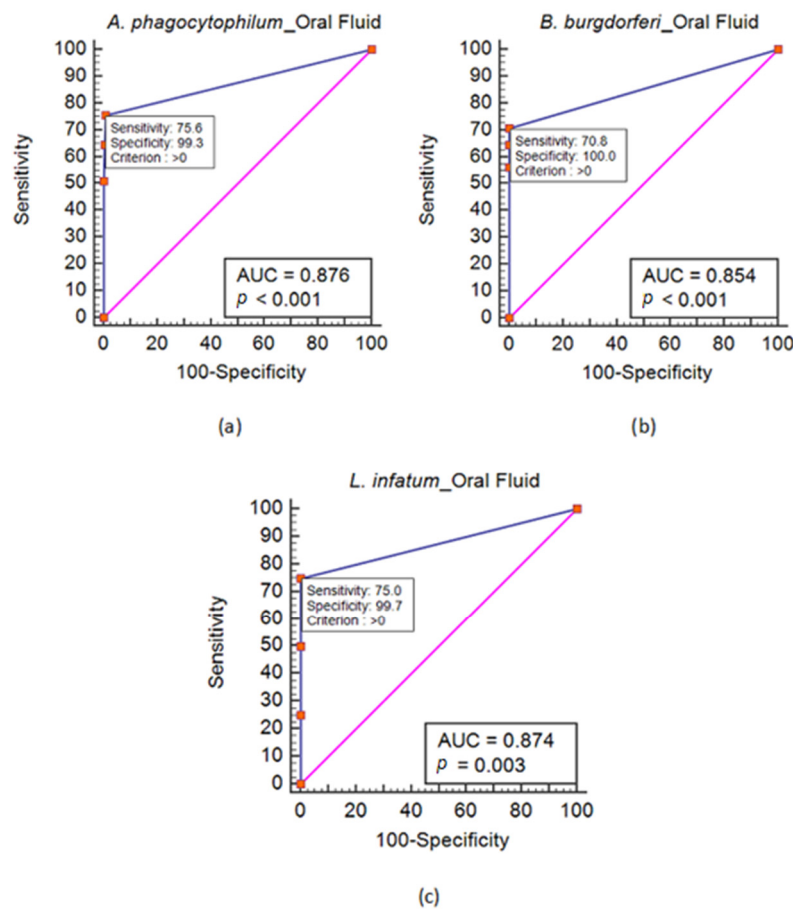 A. phagocytophilum_Oral Fluid
Sensitivity
100
90
80
70
60
50
40
30
20
10
0
Sensitivity: 75.6
Specificity: 99.3
Criterion : >0
AUC = 0.876
p < 0.001
0 20 40 60 80 100
100-Specificity
(a)
B. burgdorferi_Oral Fluid
Sensitivity
100
90
80
70
60
50
40
30
20
10
0
Sensitivity: 70.8
Specificity: 100.0
Criterion : >0
AUC = 0.854
p < 0.001
0 20 40 60 80 100
100-Specificity
(b)
L. infatum_Oral Fluid
Sensitivity
100
90
80
70
60
50
40
30
20
10
0
Sensitivity: 75.0
Specificity: 99.7
Criterion : >0
AUC = 0.874
p = 0.003
0 20 40 60 80 100
100-Specificity
(c)